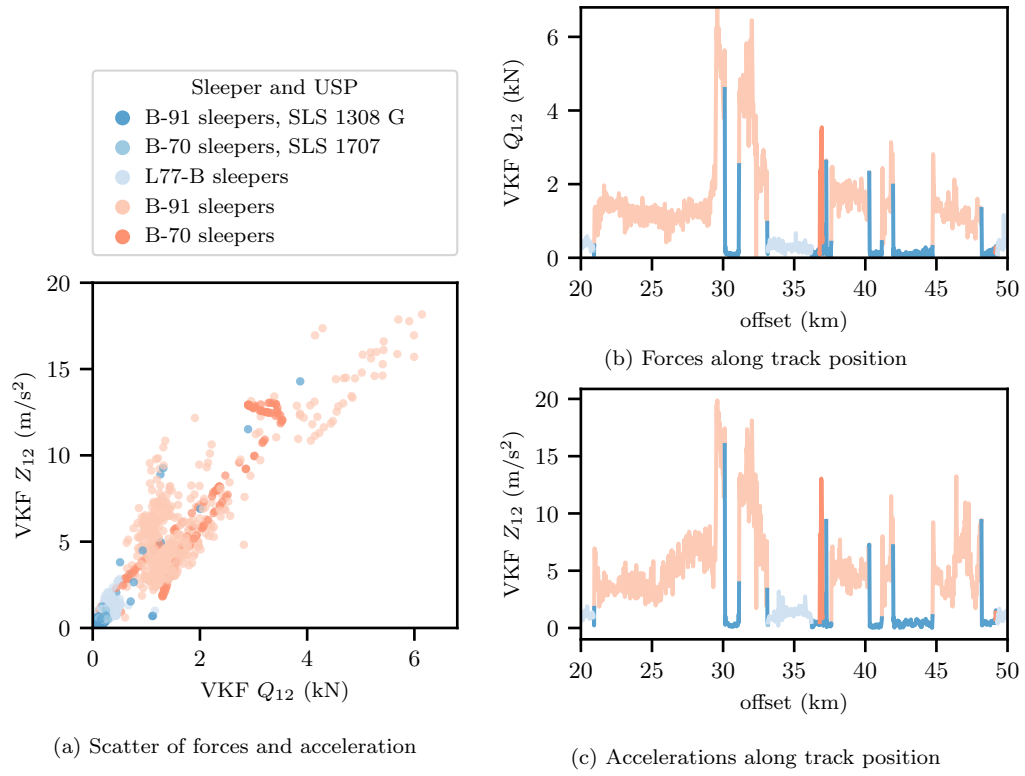 Sleeper and USP
B-91 sleepers, SLS 1308 G
B-70 sleepers, SLS 1707
L77-B sleepers
B-91 sleepers
B-70 sleepers
20
15
10
5
0
VKF Z₁₂ (m/s²)
0 2 4 6
VKF Q₁₂ (kN)
(a) Scatter of forces and acceleration
6
4
2
0
VKF Q₁₂ (kN)
20 25 30 35 40 45 50
offset (km)
(b) Forces along track position
20
15
10
5
0
VKF Z₁₂ (m/s²)
20 25 30 35 40 45 50
offset (km)
(c) Accelerations along track position